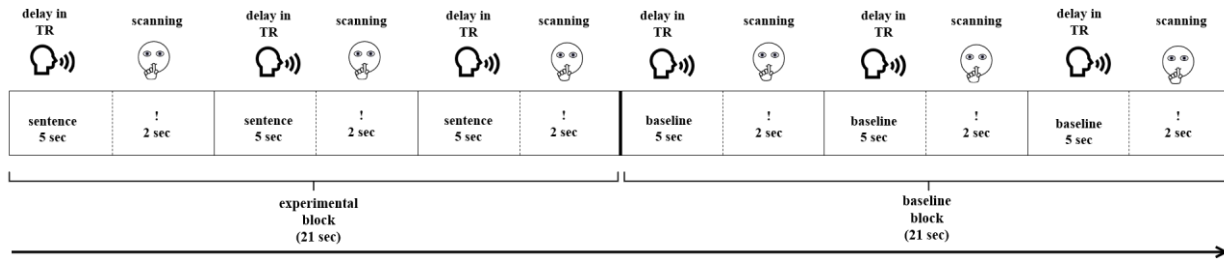 delay in
TR
scanning
delay in
TR
scanning
delay in
TR
scanning
delay in
TR
scanning
delay in
TR
scanning
delay in
TR
scanning
sentence
5 sec
!
2 sec
sentence
5 sec
!
2 sec
sentence
5 sec
!
2 sec
baseline
5 sec
!
2 sec
baseline
5 sec
!
2 sec
baseline
5 sec
!
2 sec
experimental
block
(21 sec)
baseline
block
(21 sec)